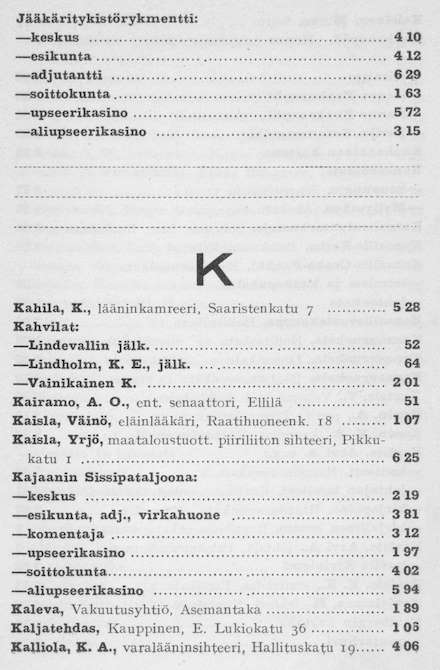 Jääkäritykistörykmentti:
—keskus 4 10
—esikunta 4 12
—adjutantti 6 29
—soittokunta 1 63
—upseerikasino 5 72
—aliupseerikasino 3 15
K
Kahila, K., lääninkamreeri, Saaristenkatu 7 5 28
Kahvilat:
—Lindevallin jälk. 52
—Lindholm, K. E., jälk. 64
—Vainikainen K. 2 01
Kairamo, A. O., ent. senaattori, Ellilä 51
Kaisla, Väinö, eläinlääkäri, Raatihuoneenk. 18 1 07
Kaisla, Yrjö, maataloustuott. piiriliiton sihteeri, Pikku-
katu 1 6 25
Kajaanin Sissipataljoona:
—keskus 2 19
—esikunta, adj., virkahuone 3 81
—komentaja 3 12
—upseerikasino 1 97
—soittokunta 4 02
—aliupseerikasino 5 94
Kaleva, Vakuutusyhtiö, Asemantaka 1 89
Kaljatehdas, Kauppinen, E. Lukiokatu 36 1 05
Kalliola, K. A., varalääninsihteeri, Hallituskatu 19 4 06